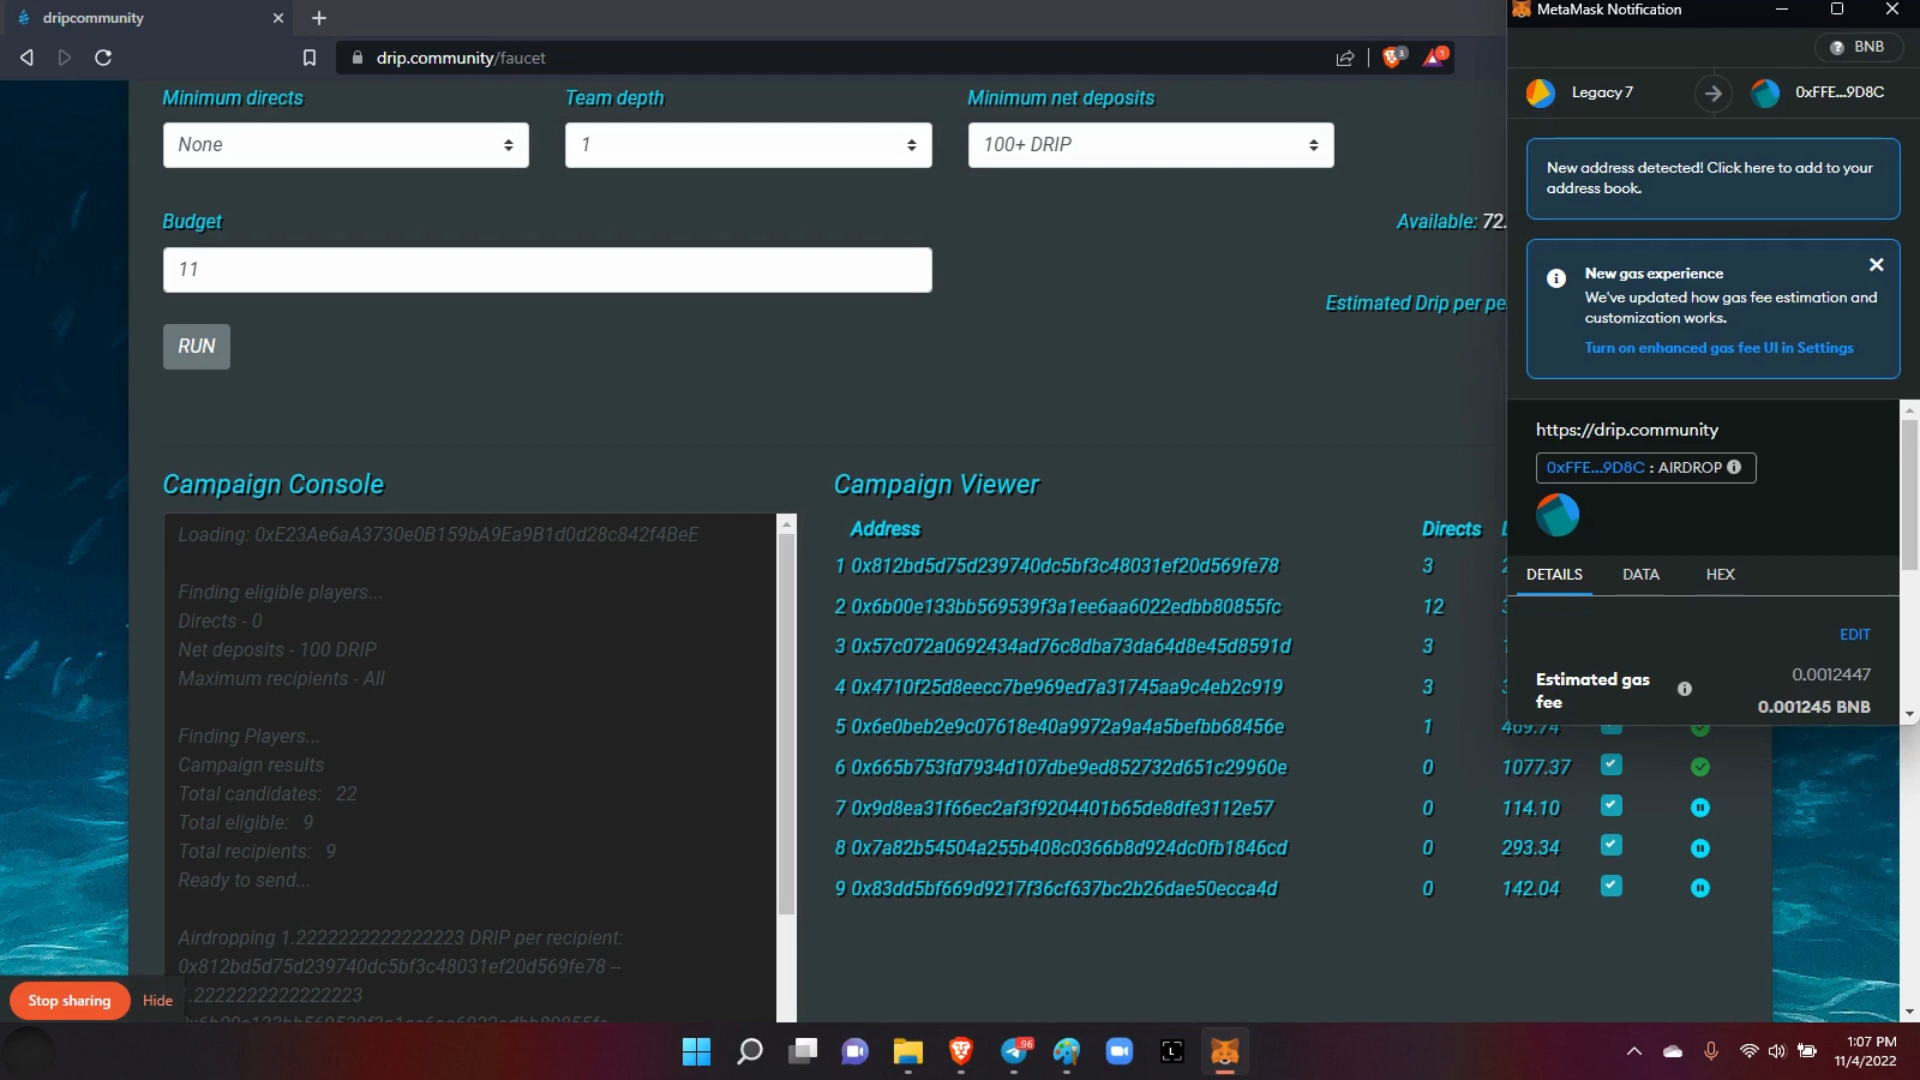 dripcommunity
drip.community/faucet
Minimum directs
Team depth
Minimum net deposits
None
1
100+ DRIP
Budget
Available: 72.
11
Estimated Drip per pe
RUN
Campaign Console
Loading: 0xE23Ae6aA3730e0B159bA9Ea9B1d0d28c842f4BeE
Finding eligible players...
Directs - 0
Net deposits - 100 DRIP
Maximum recipients - All
Finding Players...
Campaign results
Total candidates: 22
Total eligible: 9
Total recipients: 9
Ready to send...
Airdropping 1.2222222222222223 DRIP per recipient:
0x812bd5d75d239740dc5bf3c48031ef20d569fe78 --
.2222222222222223
Campaign Viewer
Address Directs
1 0x812bd5d75d239740dc5bf3c48031ef20d569fe78 3
2 0x6b00e133bb569539f3a1ee6aa6022edbb80855fc 12
3 0x57c072a0692434ad76c8dba73da64d8e45d8591d 3
4 0x4710f25d8eecc7be969ed7a31745aa9c4eb2c919 3
5 0x6e0beb2e9c07618e40a9972a9a4a5befbb68456e 1 469.74
6 0x665b753fd7934d107dbe9ed852732d651c29960e 0 1077.37
7 0x9d8ea31f66ec2af3f9204401b65de8dfe3112e57 0 114.10
8 0x7a82b54504a255b408c0366b8d924dc0fb1846cd 0 293.34
9 0x83dd5bf669d9217f36cf637bc2b26dae50ecca4d 0 142.04
MetaMask Notification
BNB
Legacy 7
0xFFE...9D8C
New address detected! Click here to add to your
address book.
New gas experience
We've updated how gas fee estimation and
customization works.
Turn on enhanced gas fee UI in Settings
https://drip.community
0xFFE...9D8C : AIRDROP
DETAILS DATA HEX
EDIT
Estimated gas
fee
0.0012447
0.001245 BNB
Stop sharing
Hide
96
1:07 PM
11/4/2022